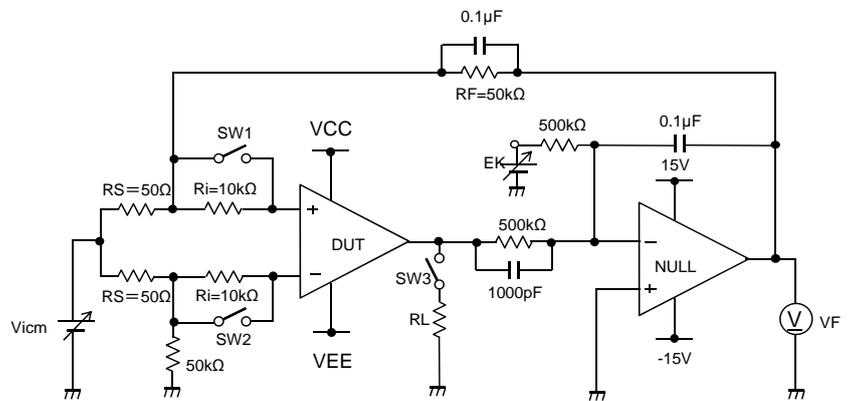 0.1μF
RF=50kΩ
SW1
VCC
500kΩ
0.1μF
EK
15V
RS=50Ω
Ri=10kΩ
+
DUT
−
500kΩ
−
NULL
+
RS=50Ω
Ri=10kΩ
SW3
1000pF
Vicm
SW2
RL
V
VF
50kΩ
VEE
-15V